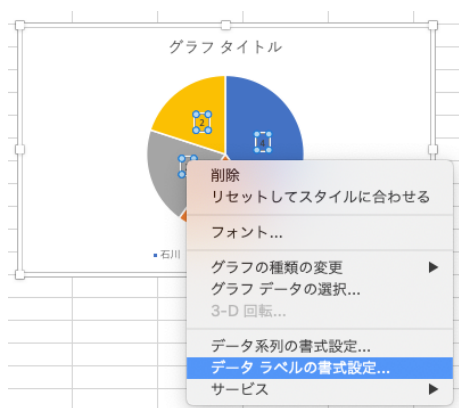 グラフ タイトル
2
4
石川
削除
リセットしてスタイルに合わせる
フォント...
グラフの種類の変更
グラフ データの選択...
3-D 回転...
データ系列の書式設定...
データ ラベルの書式設定...
サービス